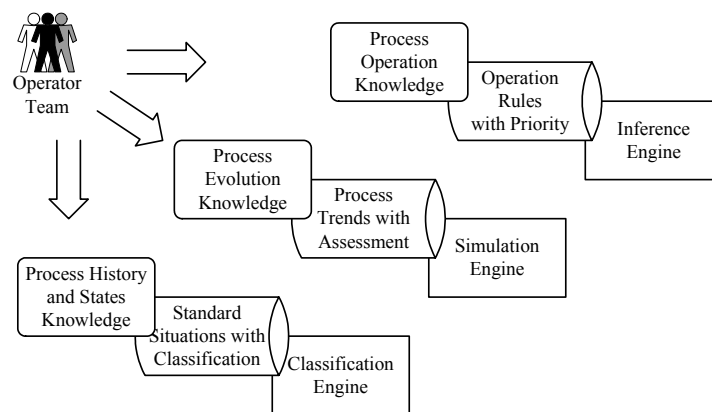 Operator
Team
Process
Operation
Knowledge
Operation
Rules
with Priority
Inference
Engine
Process
Evolution
Knowledge
Process
Trends with
Assessment
Simulation
Engine
Process History
and States
Knowledge
Standard
Situations with
Classification
Classification
Engine